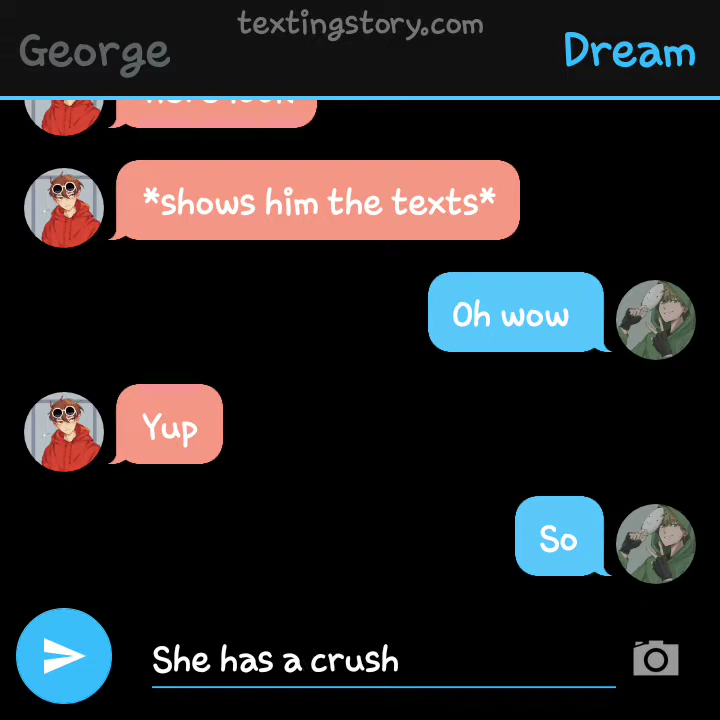 textingstory.com
George
Dream
*shows him the texts*
Oh wow
Yup
So
She has a crush